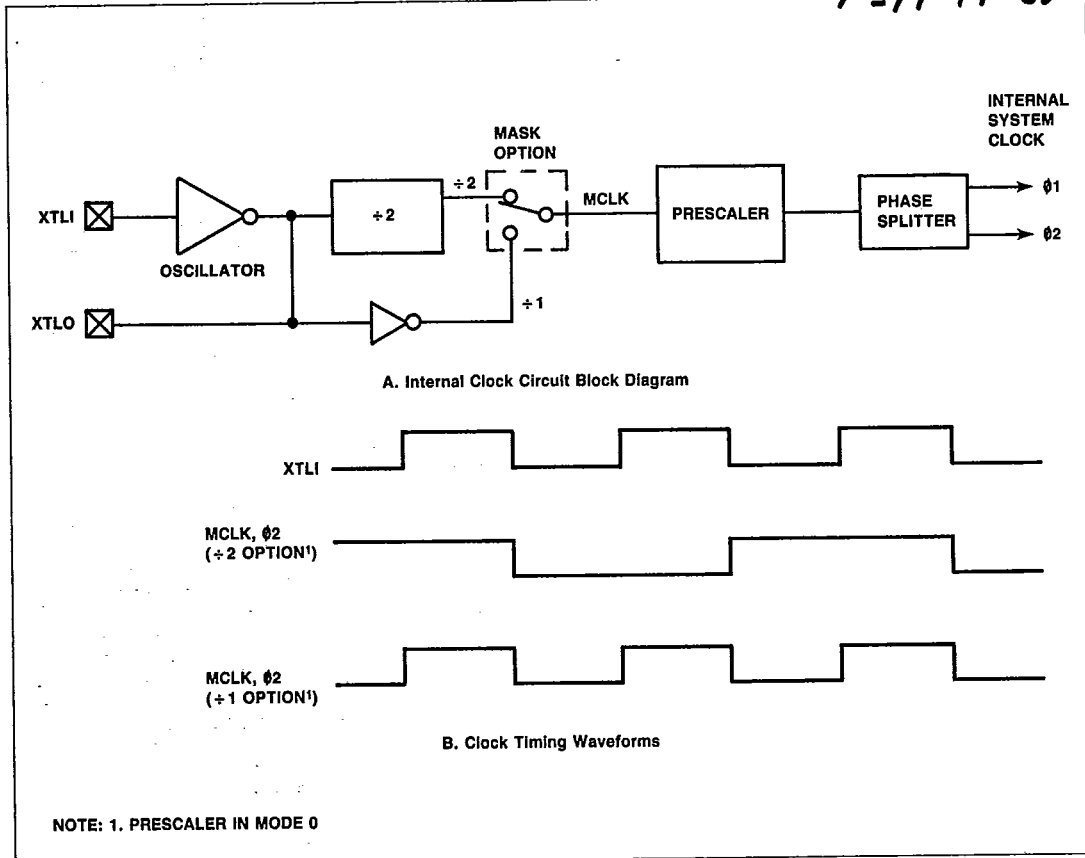 INTERNAL
SYSTEM
CLOCK
MASK
OPTION
÷2
MCLK
XTLI
÷2
PRESCALER
PHASE
SPLITTER
ϕ1
ϕ2
OSCILLATOR
÷1
XTLO
A. Internal Clock Circuit Block Diagram
XTLI
MCLK, ϕ2
(÷2 OPTION¹)
MCLK, ϕ2
(÷1 OPTION¹)
B. Clock Timing Waveforms
NOTE: 1. PRESCALER IN MODE 0